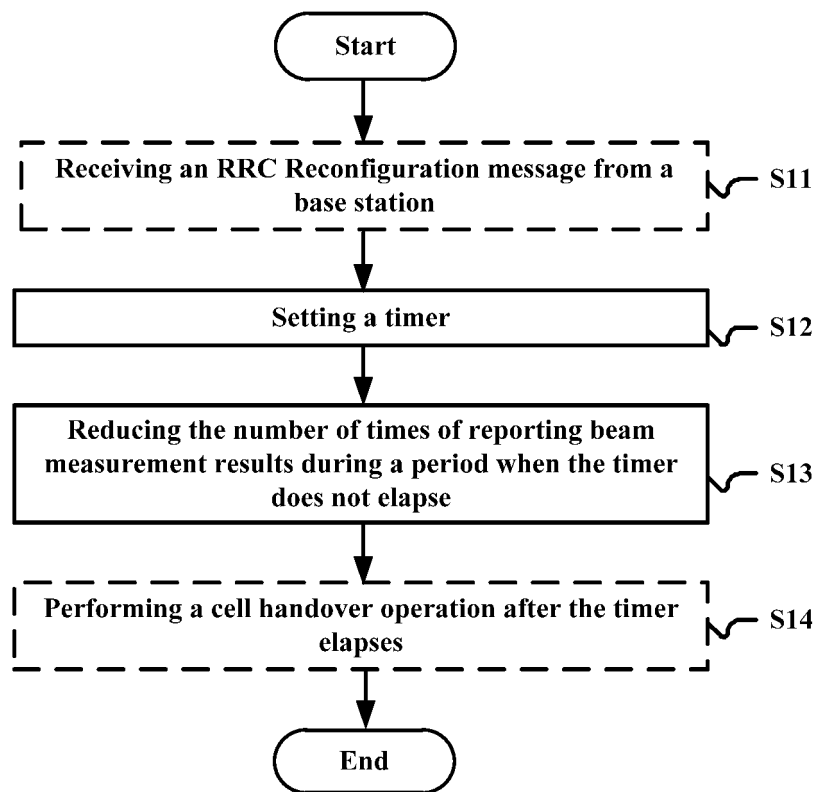 Start
Receiving an RRC Reconfiguration message from a
base station
S11
Setting a timer
S12
Reducing the number of times of reporting beam
measurement results during a period when the timer
does not elapse
S13
Performing a cell handover operation after the timer
elapses
S14
End